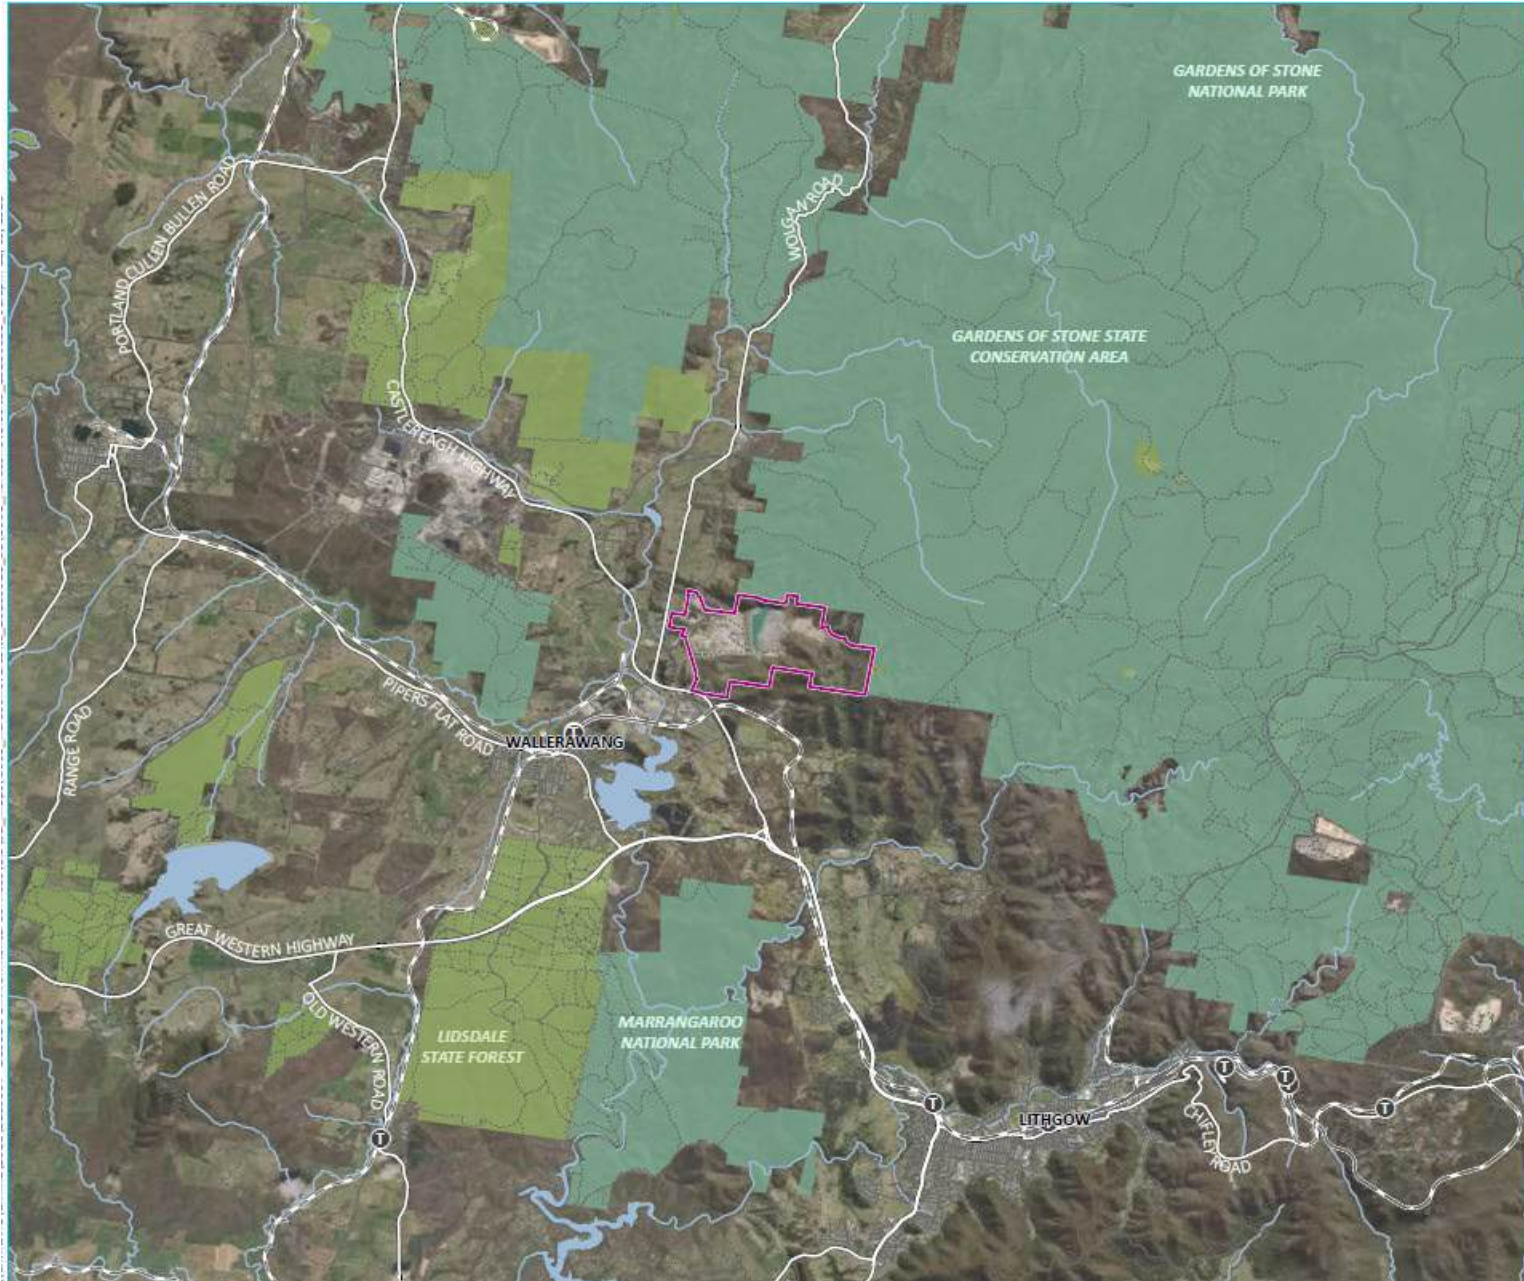 GARDENS OF STONE
NATIONAL PARK
PORTLAND CULLEN BULLEN ROAD
WOLGAN ROAD
GARDENS OF STONE STATE
CONSERVATION AREA
CASTLEREAGH HIGHWAY
PIPERS FLAT ROAD
RANGE ROAD
T
WALLERAWANG
GREAT WESTERN HIGHWAY
OLD WESTERN ROAD
LIDSDALE
STATE FOREST
MARRANGAROO
NATIONAL PARK
T
T
T
T
LITHGOW
CHIFLEY ROAD
T